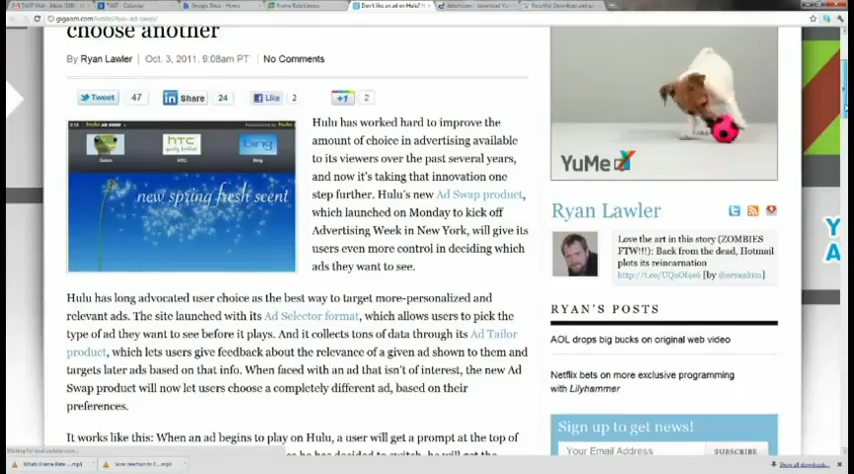 gigaom.com
choose another
By Ryan Lawler | Oct. 3, 2011, 9:08am PT | No Comments
Tweet 47 Share 24 Like 2 +1 2
Geico HTC Bing
htc bing
new spring fresh scent
Hulu has worked hard to improve the
amount of choice in advertising available
to its viewers over the past several years,
and now it's taking that innovation one
step further. Hulu's new Ad Swap product,
which launched on Monday to kick off
Advertising Week in New York, will give its
users even more control in deciding which
ads they want to see.
Hulu has long advocated user choice as the best way to target more-personalized and
relevant ads. The site launched with its Ad Selector format, which allows users to pick the
type of ad they want to see before it plays. And it collects tons of data through its Ad Tailor
product, which lets users give feedback about the relevance of a given ad shown to them and
targets later ads based on that info. When faced with an ad that isn't of interest, the new Ad
Swap product will now let users choose a completely different ad, based on their
preferences.
It works like this: When an ad begins to play on Hulu, a user will get a prompt at the top of
YuMe
Ryan Lawler
Love the art in this story (ZOMBIES
FTW!!!): Back from the dead, Hotmail
plots its reincarnation
[by @ryankim]
RYAN'S POSTS
AOL drops big bucks on original web video
Netflix bets on more exclusive programming
with Lilyhammer
Sign up to get news!
Your Email Address SUBSCRIBE
Y
A
Show all downloads...